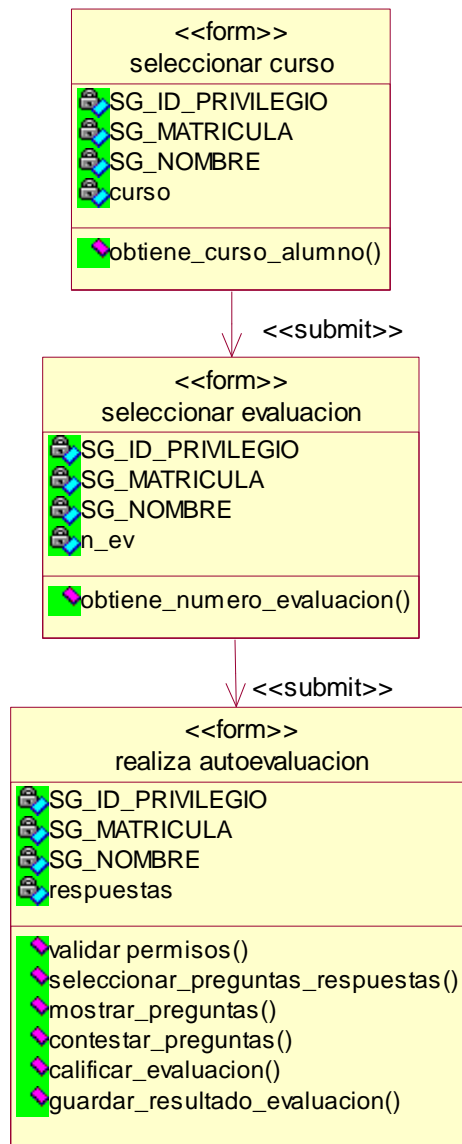 <<form>>
seleccionar curso
SG_ID_PRIVILEGIO
SG_MATRICULA
SG_NOMBRE
curso
obtiene_curso_alumno()
<<submit>>
<<form>>
seleccionar evaluacion
SG_ID_PRIVILEGIO
SG_MATRICULA
SG_NOMBRE
n_ev
obtiene_numero_evaluacion()
<<submit>>
<<form>>
realiza autoevaluacion
SG_ID_PRIVILEGIO
SG_MATRICULA
SG_NOMBRE
respuestas
validar permisos()
seleccionar_preguntas_respuestas()
mostrar_preguntas()
contestar_preguntas()
calificar_evaluacion()
guardar_resultado_evaluacion()